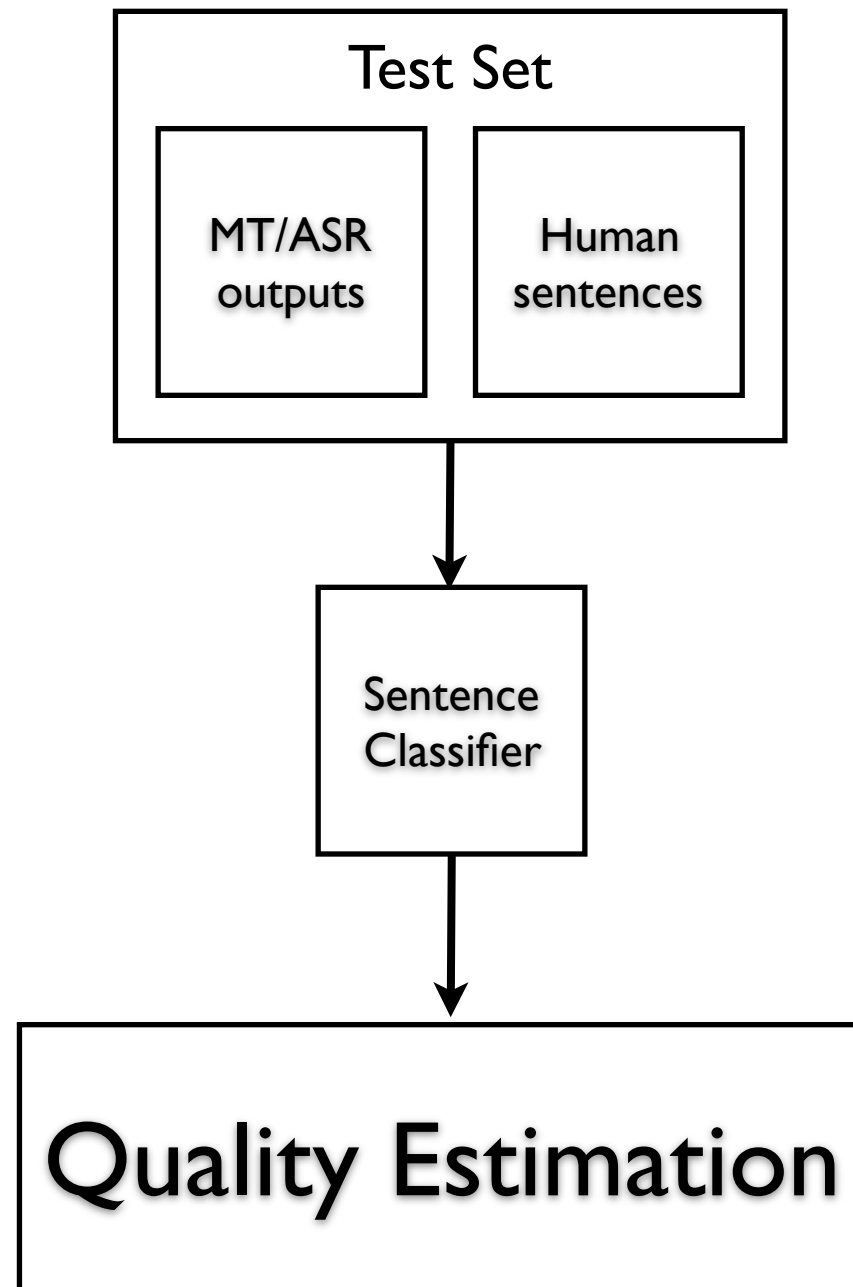 Test Set
MT/ASR
outputs
Human
sentences
Sentence
Classifier
Quality Estimation